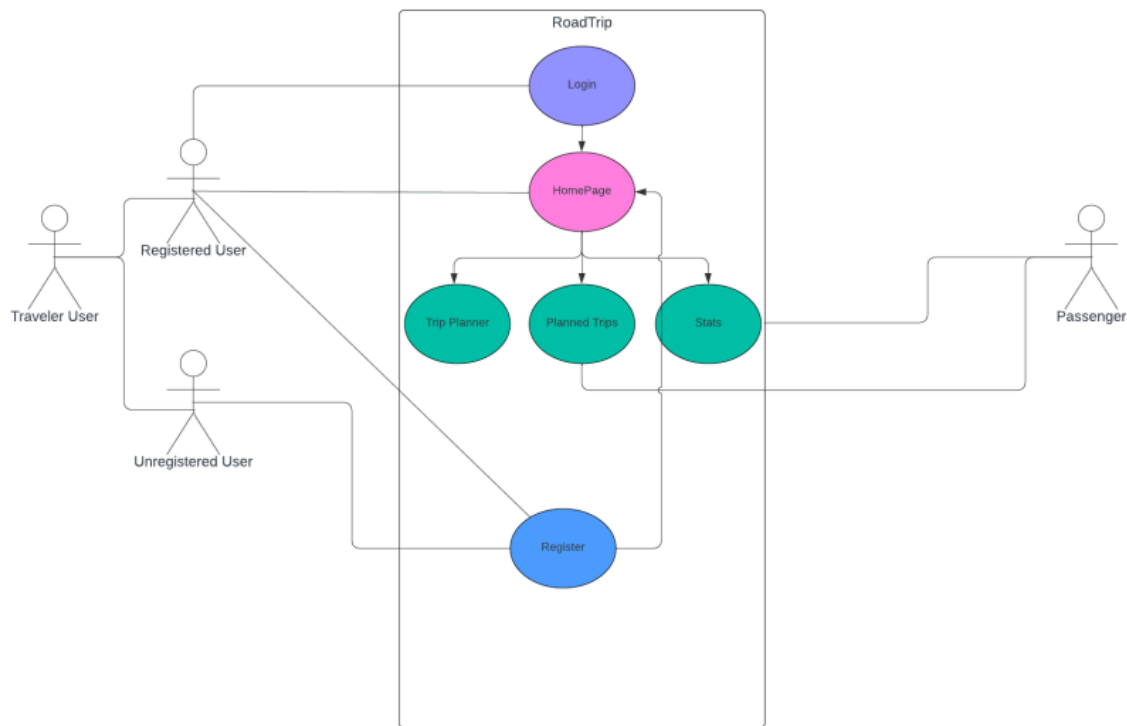 RoadTrip
Login
HomePage
Registered User
Traveler User
Passenger
Trip Planner
Planned Trips
Stats
Unregistered User
Register